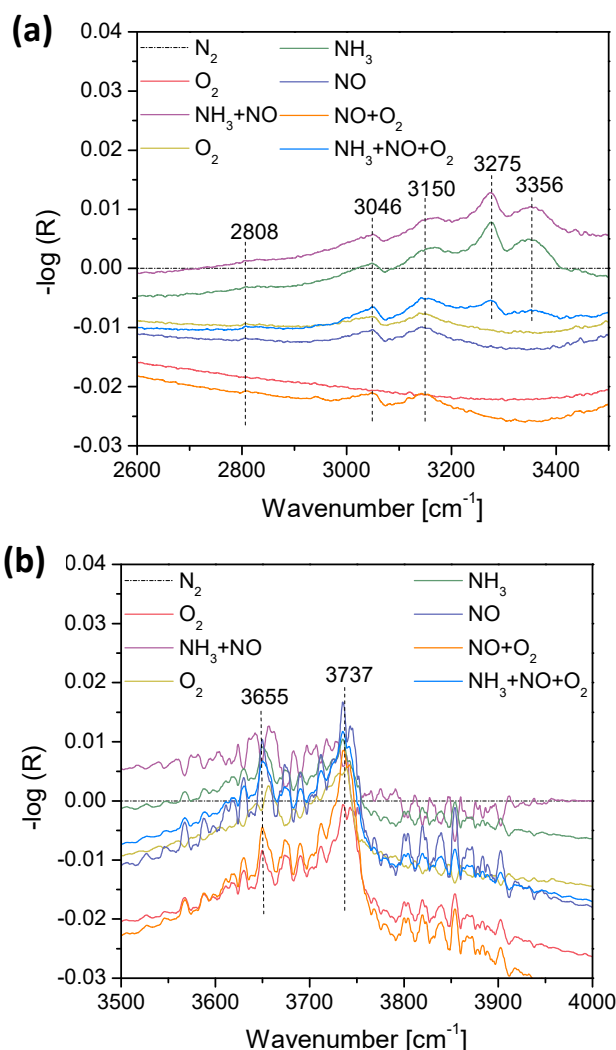 (a)
N₂ NH₃
O₂ NO
NH₃+NO NO+O₂
O₂ NH₃+NO+O₂
2808 3046 3150 3275 3356
0.04
0.03
0.02
0.01
0.00
-0.01
-0.02
-0.03
-log (R)
2600 2800 3000 3200 3400
Wavenumber [cm⁻¹]
(b)
N₂ NH₃
O₂ NO
NH₃+NO NO+O₂
O₂ NH₃+NO+O₂
3655 3737
0.04
0.03
0.02
0.01
0.00
-0.01
-0.02
-0.03
-log (R)
3500 3600 3700 3800 3900 4000
Wavenumber [cm⁻¹]